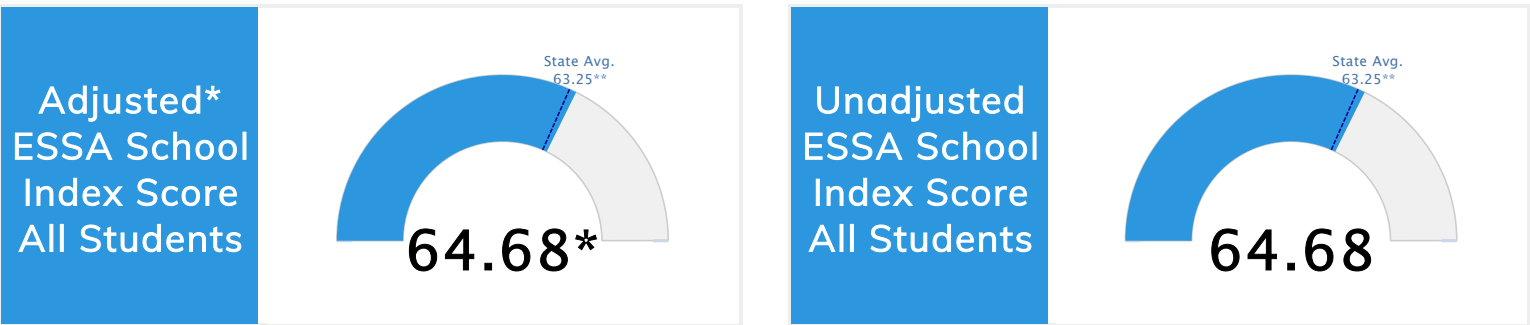 Adjusted*
ESSA School
Index Score
All Students
State Avg.
63.25**
64.68*
Unadjusted
ESSA School
Index Score
All Students
State Avg.
63.25**
64.68